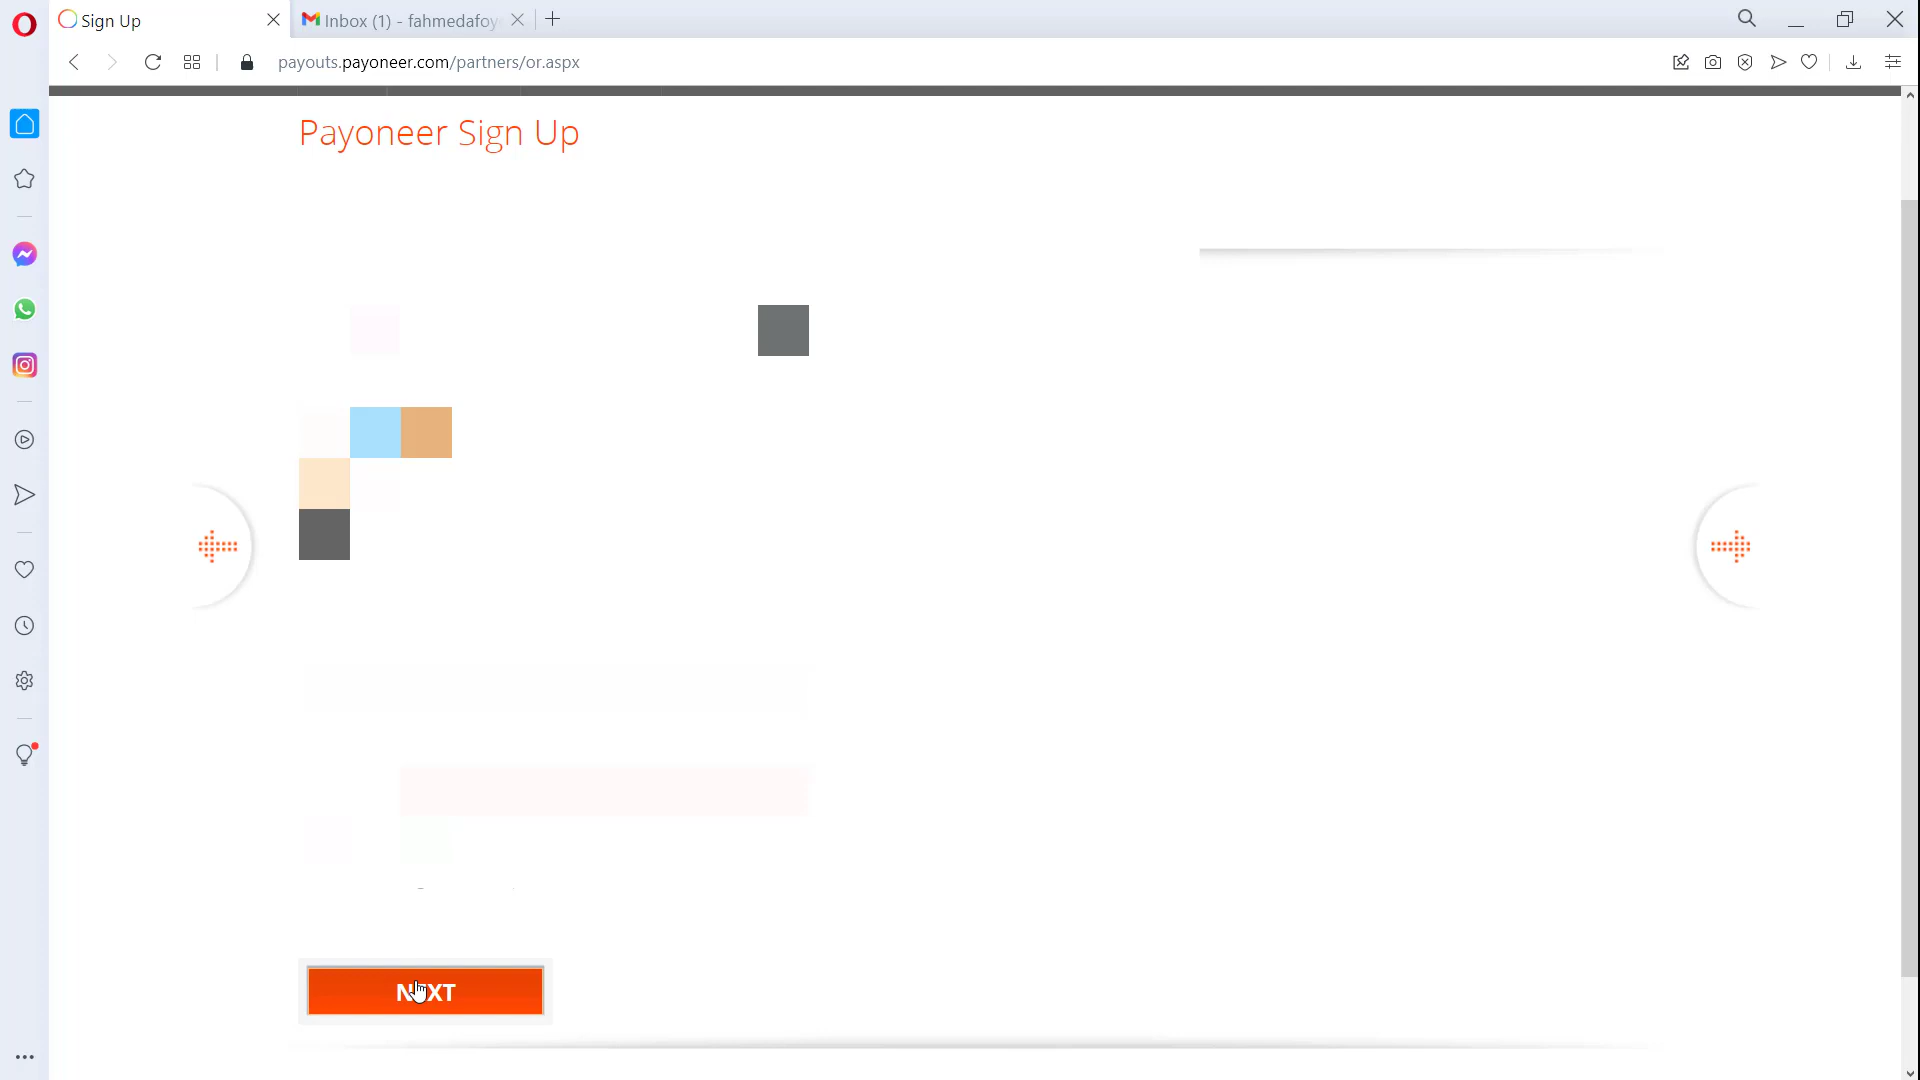 Sign Up
Inbox (1) - fahmedafoy
payouts.payoneer.com/partners/or.aspx
Payoneer Sign Up
NEXT